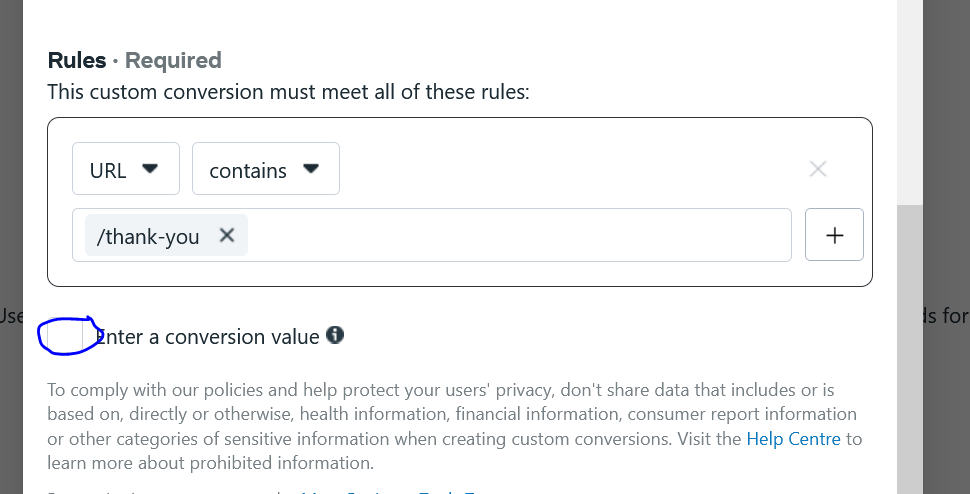 Rules · Required
This custom conversion must meet all of these rules:
URL
contains
/thank-you
Enter a conversion value
To comply with our policies and help protect your users' privacy, don't share data that includes or is
based on, directly or otherwise, health information, financial information, consumer report information
or other categories of sensitive information when creating custom conversions. Visit the Help Centre to
learn more about prohibited information.
for